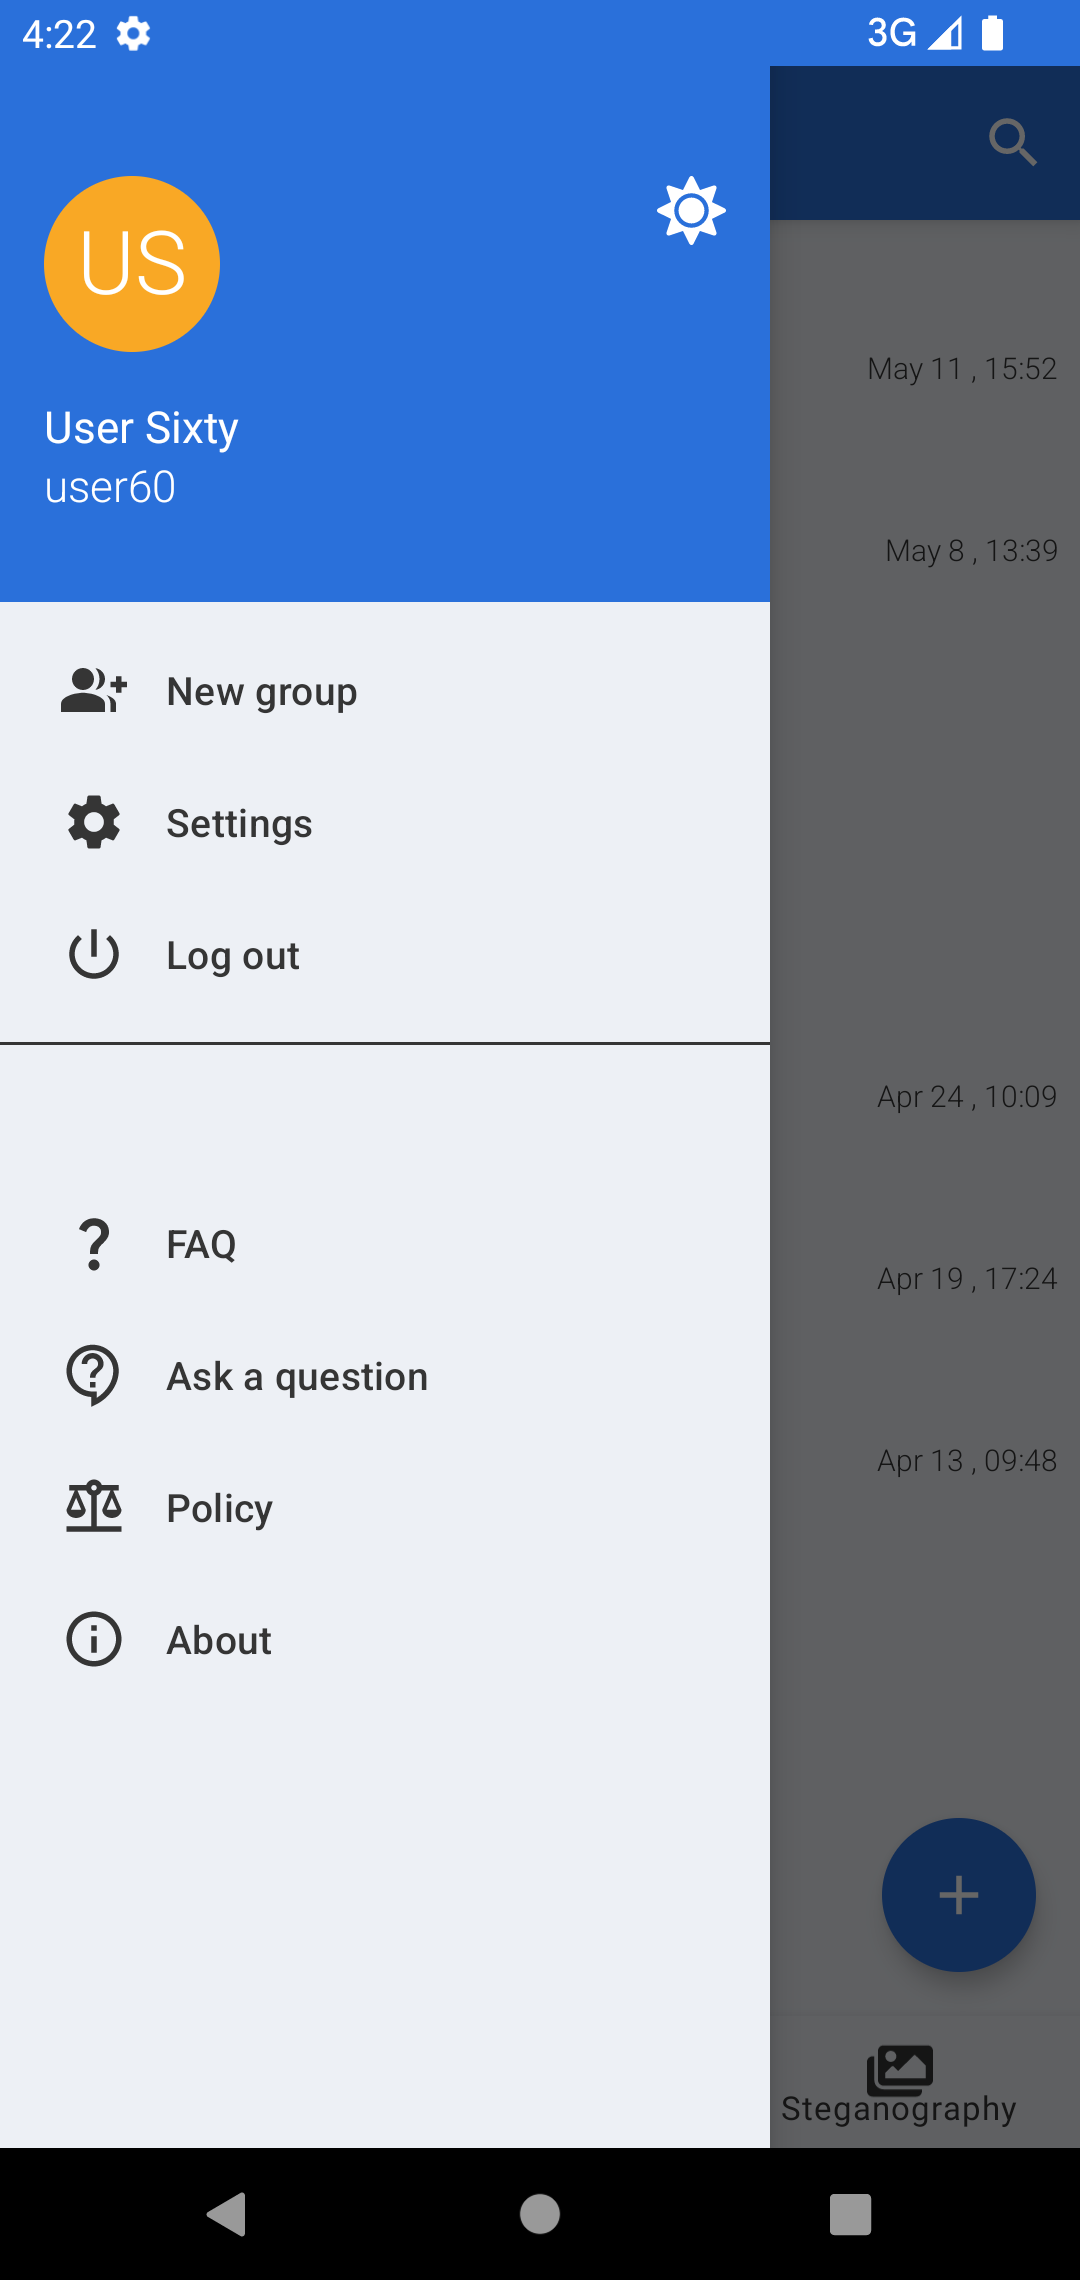 4:22
3G
US
User Sixty
user60
New group
Settings
Log out
FAQ
Ask a question
Policy
About
May 11 , 15:52
May 8 , 13:39
Apr 24 , 10:09
Apr 19 , 17:24
Apr 13 , 09:48
Steganography